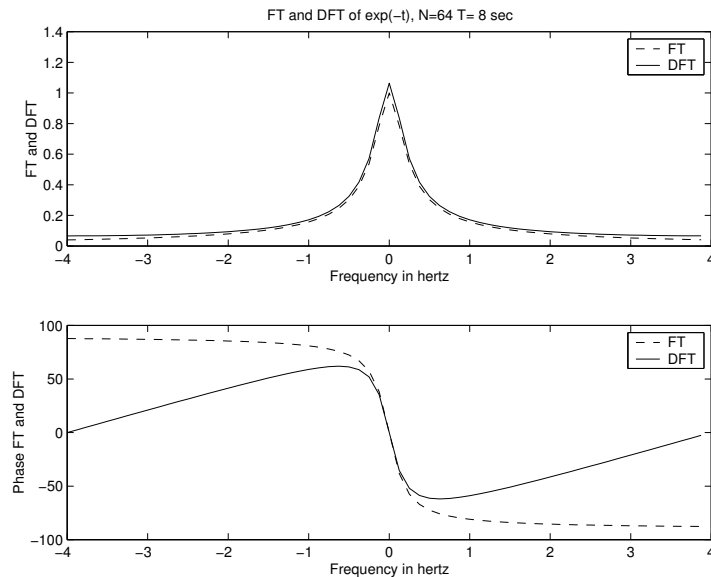 FT and DFT of exp(−t), N=64 T= 8 sec
1.4
1.2
1
0.8
0.6
0.4
0.2
0
FT and DFT
FT
DFT
−4 −3 −2 −1 0 1 2 3 4
Frequency in hertz
100
50
0
−50
−100
Phase FT and DFT
FT
DFT
−4 −3 −2 −1 0 1 2 3 4
Frequency in hertz